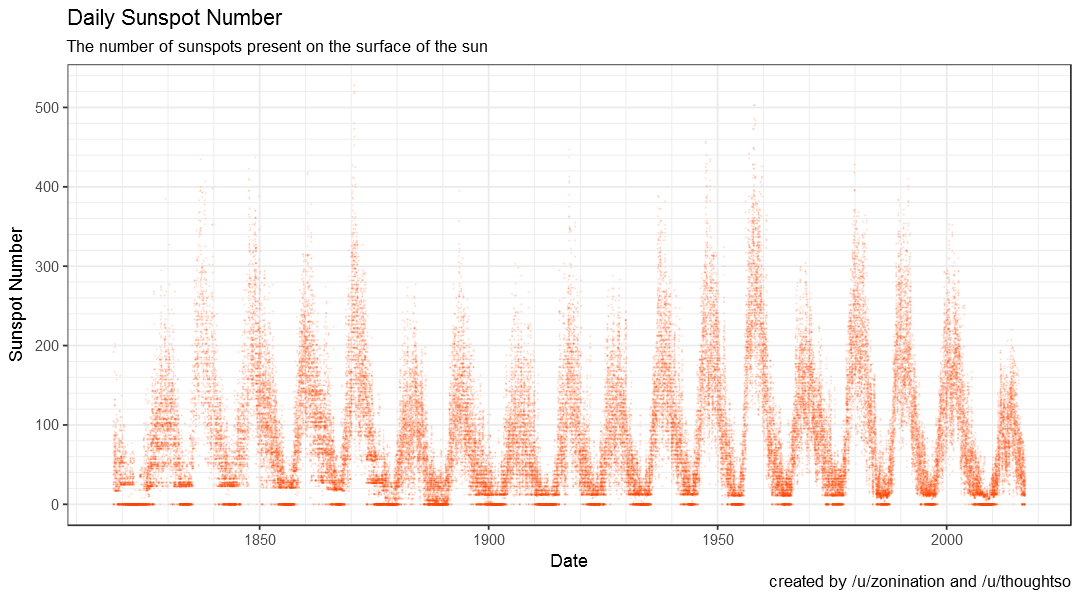 Daily Sunspot Number
The number of sunspots present on the surface of the sun
500
400
300
200
100
0
Sunspot Number
1850
1900
1950
2000
Date
created by /u/zonination and /u/thoughtso